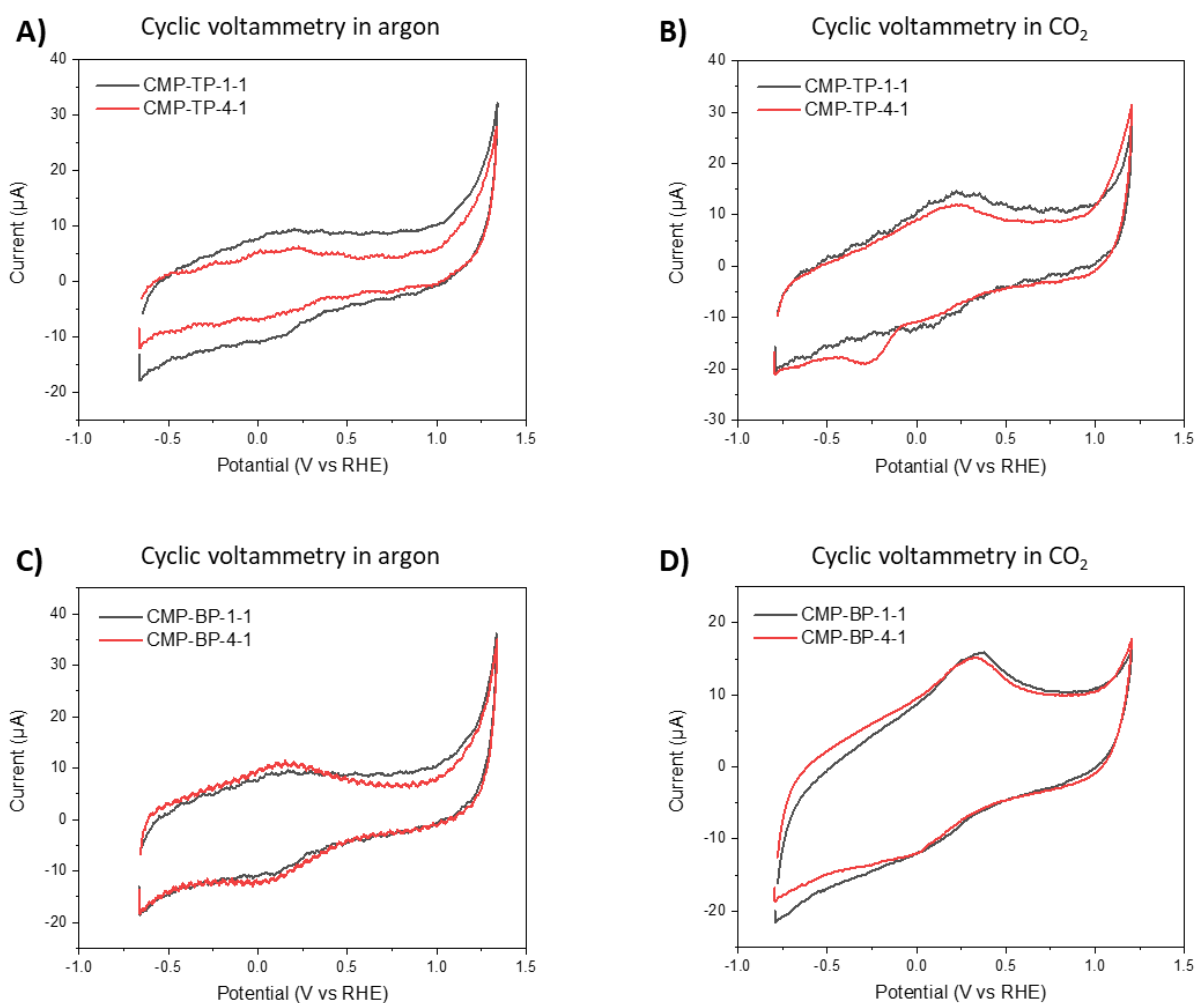 A) Cyclic voltammetry in argon
40
30
20
10
0
-10
-20
Current (µA)
CMP-TP-1-1
CMP-TP-4-1
-1.0 -0.5 0.0 0.5 1.0 1.5
Potantial (V vs RHE)
B) Cyclic voltammetry in CO₂
40
30
20
10
0
-10
-20
-30
Current (µA)
CMP-TP-1-1
CMP-TP-4-1
-1.0 -0.5 0.0 0.5 1.0 1.5
Potantial (V vs RHE)
C) Cyclic voltammetry in argon
40
30
20
10
0
-10
-20
Current (µA)
CMP-BP-1-1
CMP-BP-4-1
-1.0 -0.5 0.0 0.5 1.0 1.5
Potential (V vs RHE)
D) Cyclic voltammetry in CO₂
20
10
0
-10
-20
Current (µA)
CMP-BP-1-1
CMP-BP-4-1
-1.0 -0.5 0.0 0.5 1.0 1.5
Potential (V vs RHE)